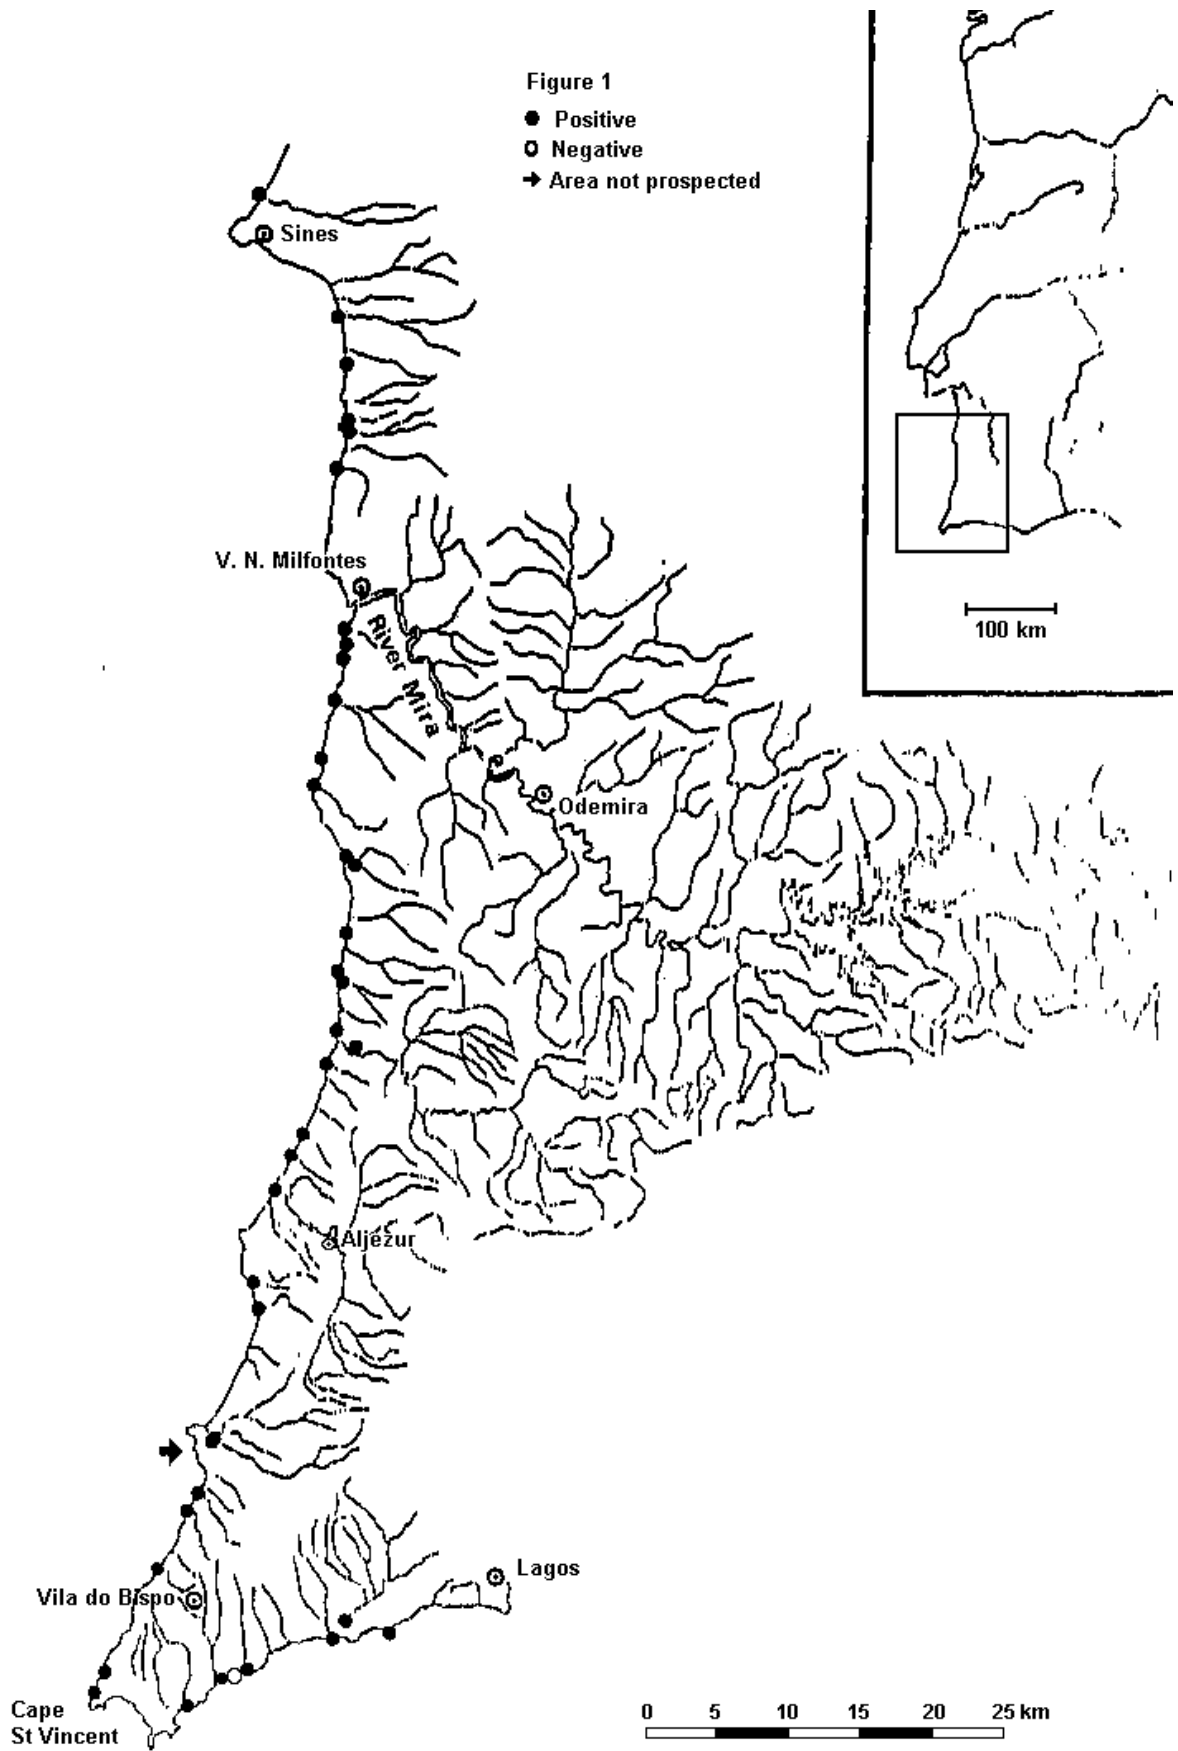 Figure 1
Positive
Negative
Area not prospected
Sines
V. N. Milfontes
River Mira
100 km
Odemira
Aljezur
Lagos
Vila do Bispo
Cape
St Vincent
0 5 10 15 20 25 km